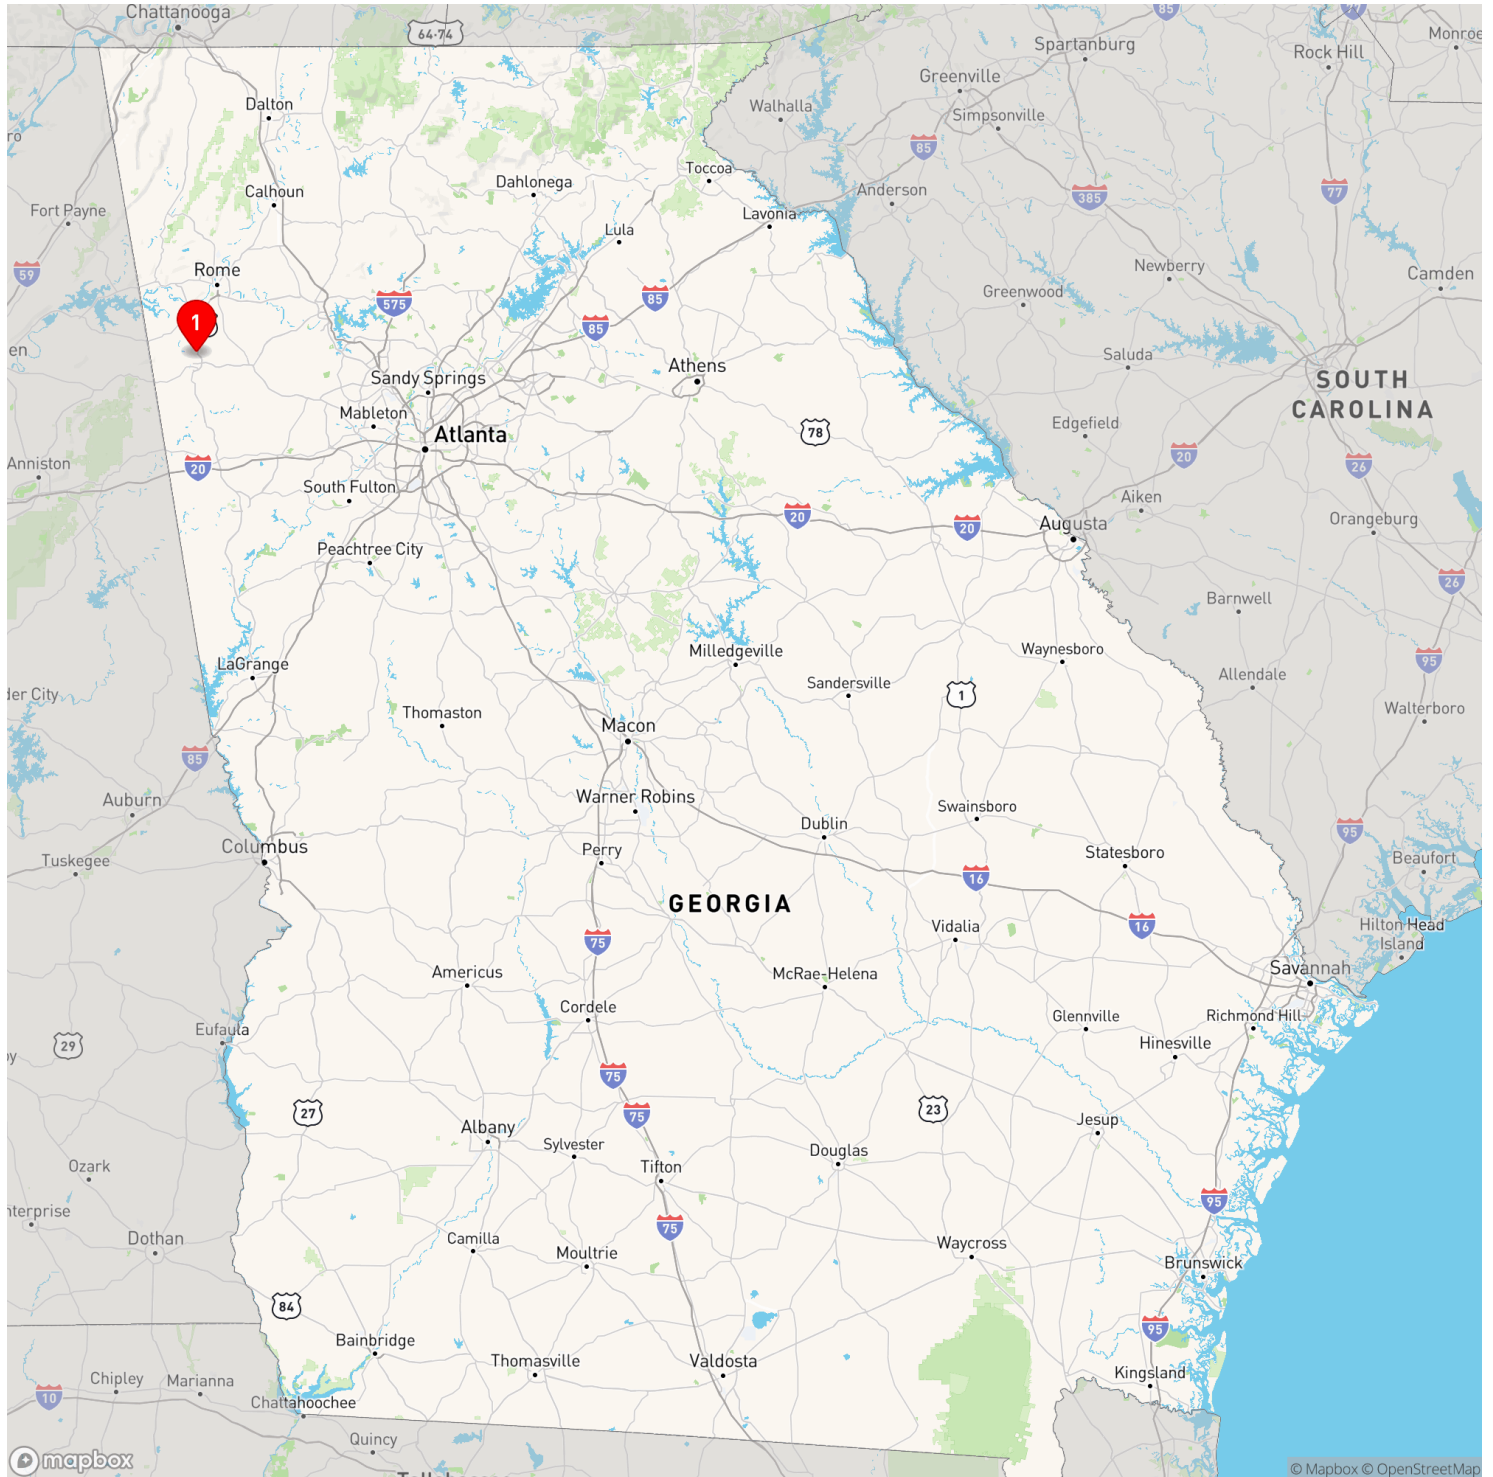 Chattanooga
64-74
85
77
Spartanburg
Rock Hill
Monroe
Greenville
Dalton
Walhalla
Simpsonville
85
Toccoa
Dahlonega
Calhoun
Anderson
385
77
Fort Payne
Lavonia
Lula
59
Rome
575
85
85
Newberry
Camden
Greenwood
1
Saluda
Athens
Sandy Springs
SOUTH
CAROLINA
Mableton
Atlanta
78
Edgefield
20
26
Anniston
20
South Fulton
20
20
Aiken
Augusta
Orangeburg
Peachtree City
26
Barnwell
LaGrange
Milledgeville
Waynesboro
95
Allendale
Sandersville
1
der City
Thomaston
Macon
Walterboro
85
Auburn
Warner Robins
Swainsboro
Dublin
95
Columbus
Tuskegee
Perry
Statesboro
Beaufort
16
GEORGIA
16
Vidalia
Hilton Head
Island
75
Americus
McRae-Helena
Savannah
Cordele
Glennville
Richmond Hill
Eufaula
29
Hinesville
75
27
75
23
Albany
Jesup
Sylvester
Douglas
Ozark
Tifton
95
nterprise
75
Dothan
Camilla
Moultrie
Waycross
Brunswick
84
95
Bainbridge
Thomasville
Valdosta
Kingsland
Chipley
Marianna
10
Chattahoochee
Quincy
mapbox
© Mapbox © OpenStreetMap